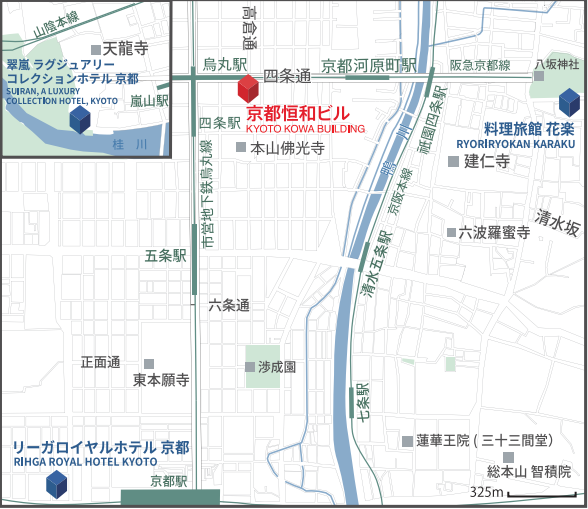 山陰本線
天龍寺
翠嵐 ラグジュアリー
コレクションホテル 京都
SUIRAN, A LUXURY
COLLECTION HOTEL, KYOTO
嵐山駅
桂 川
高倉通
烏丸駅
四条通
京都河原町駅
阪急京都線
八坂神社
京都恒和ビル
KYOTO KOWA BUILDING
四条駅
祇園四条駅
料理旅館 花楽
RYORIRYOKAN KARAKU
本山佛光寺
鴨 川
建仁寺
市営地下鉄烏丸線
京阪本線
清水坂
六波羅蜜寺
五条駅
清水五条駅
六条通
正面通
東本願寺
渉成園
七条駅
リーガロイヤルホテル 京都
RIHGA ROYAL HOTEL KYOTO
蓮華王院 ( 三十三間堂)
総本山 智積院
京都駅
325m